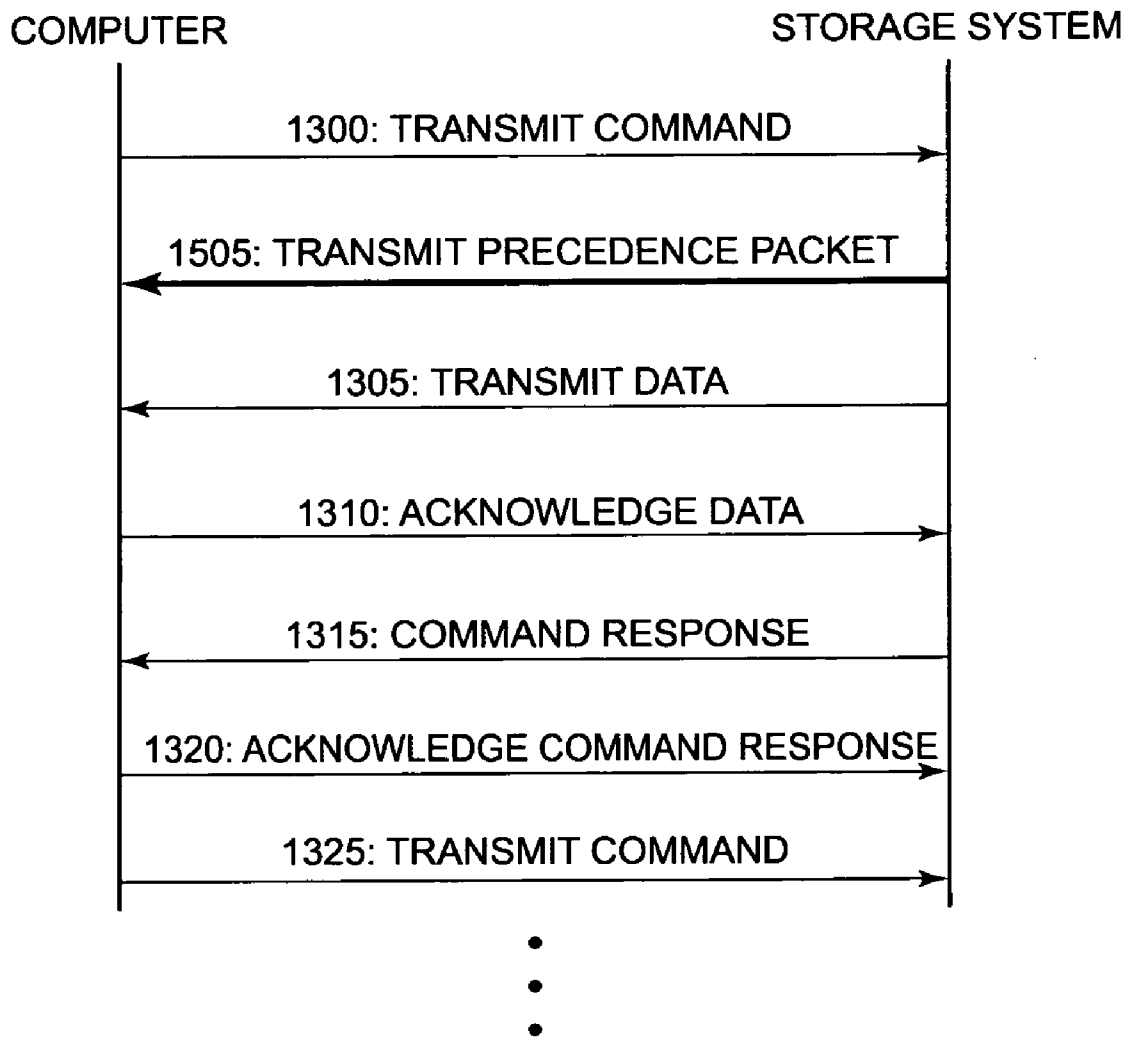 COMPUTER
STORAGE SYSTEM
1300: TRANSMIT COMMAND
1505: TRANSMIT PRECEDENCE PACKET
1305: TRANSMIT DATA
1310: ACKNOWLEDGE DATA
1315: COMMAND RESPONSE
1320: ACKNOWLEDGE COMMAND RESPONSE
1325: TRANSMIT COMMAND